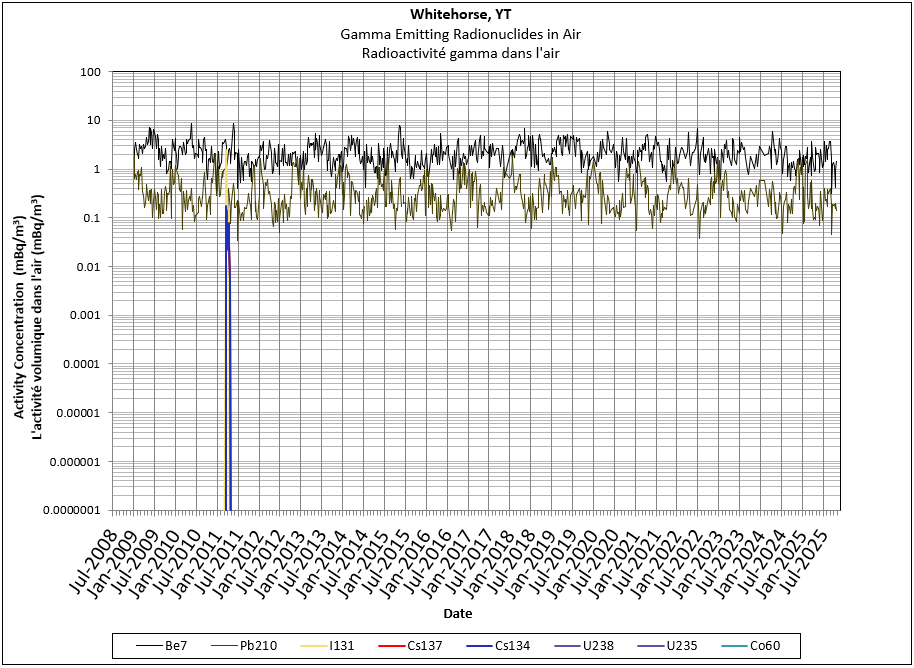 Whitehorse, YT
Gamma Emitting Radionuclides in Air
Radioactivité gamma dans l'air
Activity Concentration (mBq/m³)
L'activité volumique dans l'air (mBq/m³)
100
10
1
0.1
0.01
0.001
0.0001
0.00001
0.000001
0.0000001
Jul-2008
Jan-2009
Jul-2009
Jan-2010
Jul-2010
Jan-2011
Jul-2011
Jan-2012
Jul-2012
Jan-2013
Jul-2013
Jan-2014
Jul-2014
Jan-2015
Jul-2015
Jan-2016
Jul-2016
Jan-2017
Jul-2017
Jan-2018
Jul-2018
Jan-2019
Jul-2019
Jan-2020
Jul-2020
Jan-2021
Jul-2021
Jan-2022
Jul-2022
Jan-2023
Jul-2023
Jan-2024
Jul-2024
Jan-2025
Jul-2025
Date
Be7 Pb210 I131 Cs137 Cs134 U238 U235 Co60